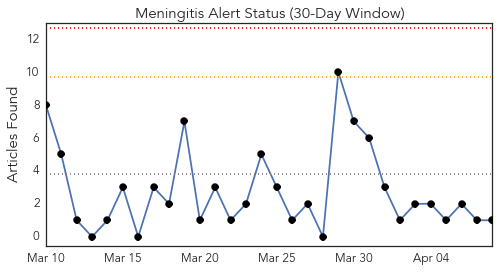 Meningitis Alert Status (30-Day Window)
Articles Found
12
10
8
6
4
2
0
Mar 10 Mar 15 Mar 20 Mar 25 Mar 30 Apr 04